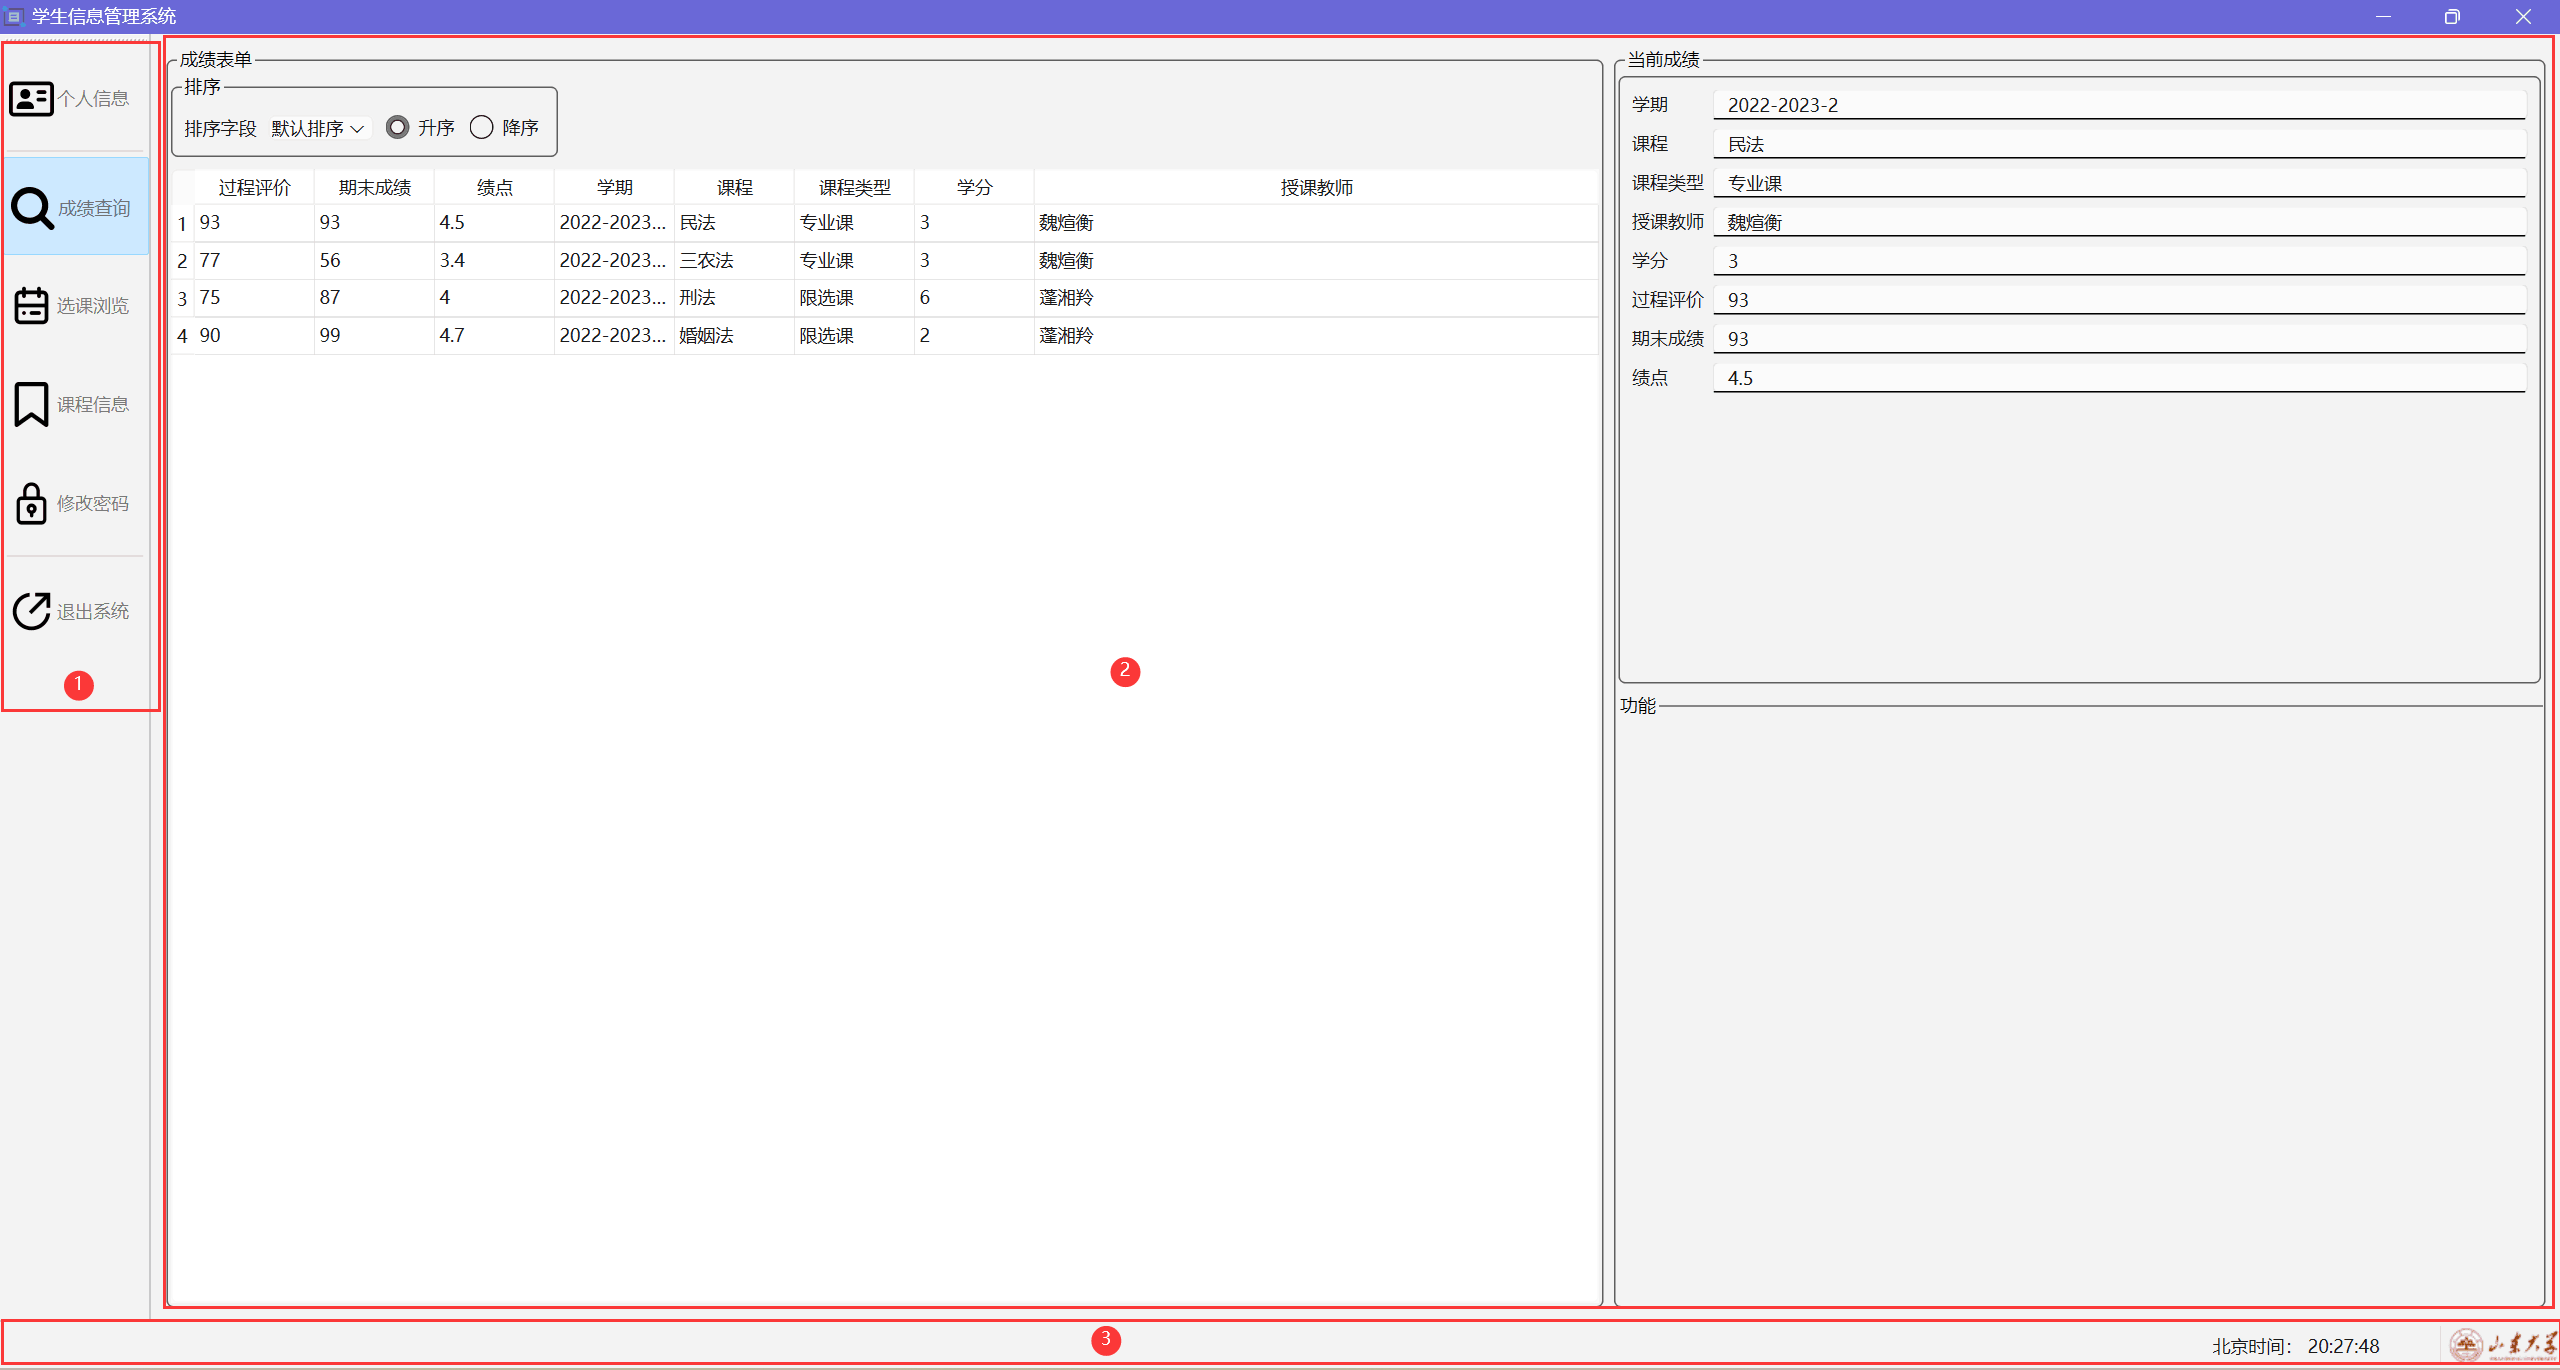 学生信息管理系统
个人信息
成绩查询
选课浏览
课程信息
修改密码
退出系统
1
成绩表单
排序
排序字段 默认排序 升序 降序
过程评价 期末成绩 绩点 学期 课程 课程类型 学分 授课教师
1 93 93 4.5 2022-2023... 民法 专业课 3 魏煊衡
2 77 56 3.4 2022-2023... 三农法 专业课 3 魏煊衡
3 75 87 4 2022-2023... 刑法 限选课 6 蓬湘羚
4 90 99 4.7 2022-2023... 婚姻法 限选课 2 蓬湘羚
2
当前成绩
学期 2022-2023-2
课程 民法
课程类型 专业课
授课教师 魏煊衡
学分 3
过程评价 93
期末成绩 93
绩点 4.5
功能
3
北京时间： 20:27:48
山东大学